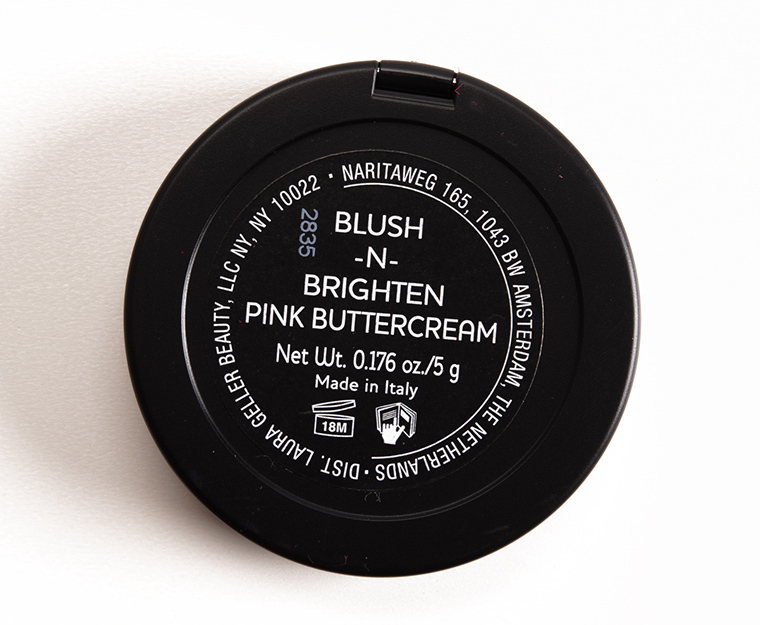 BLUSH
-N-
BRIGHTEN
PINK BUTTERCREAM
Net Wt. 0.176 oz./5 g
Made in Italy
18M
2835
DIST. LAURA GELLER BEAUTY, LLC NY, NY 10022 · NARITAWEG 165, 1043 BW AMSTERDAM, THE NETHERLANDS ·